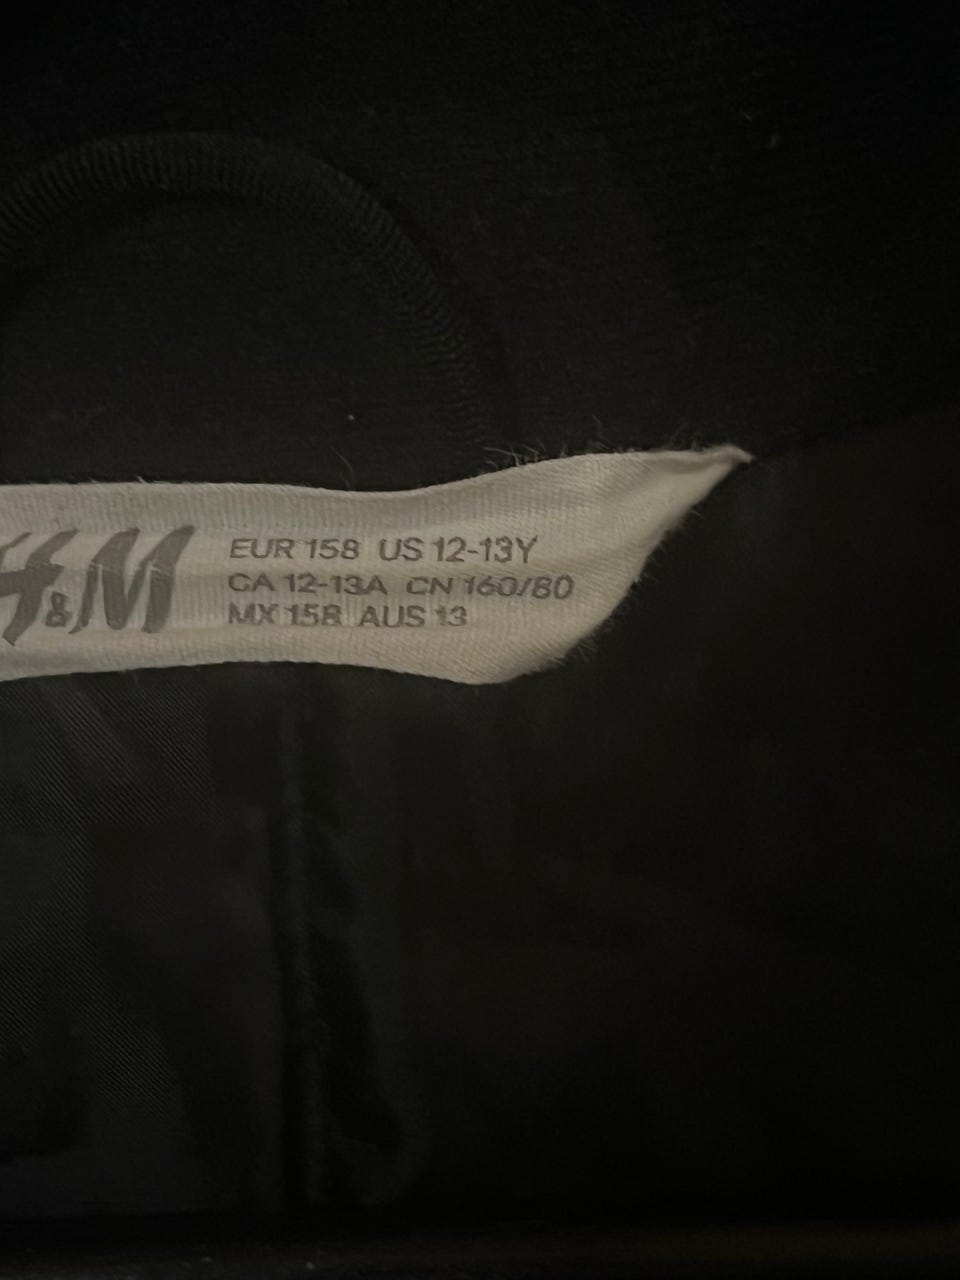 H&M
EUR 158 US 12-13Y
CA 12-13A CN 160/80
MX 158 AUS 13